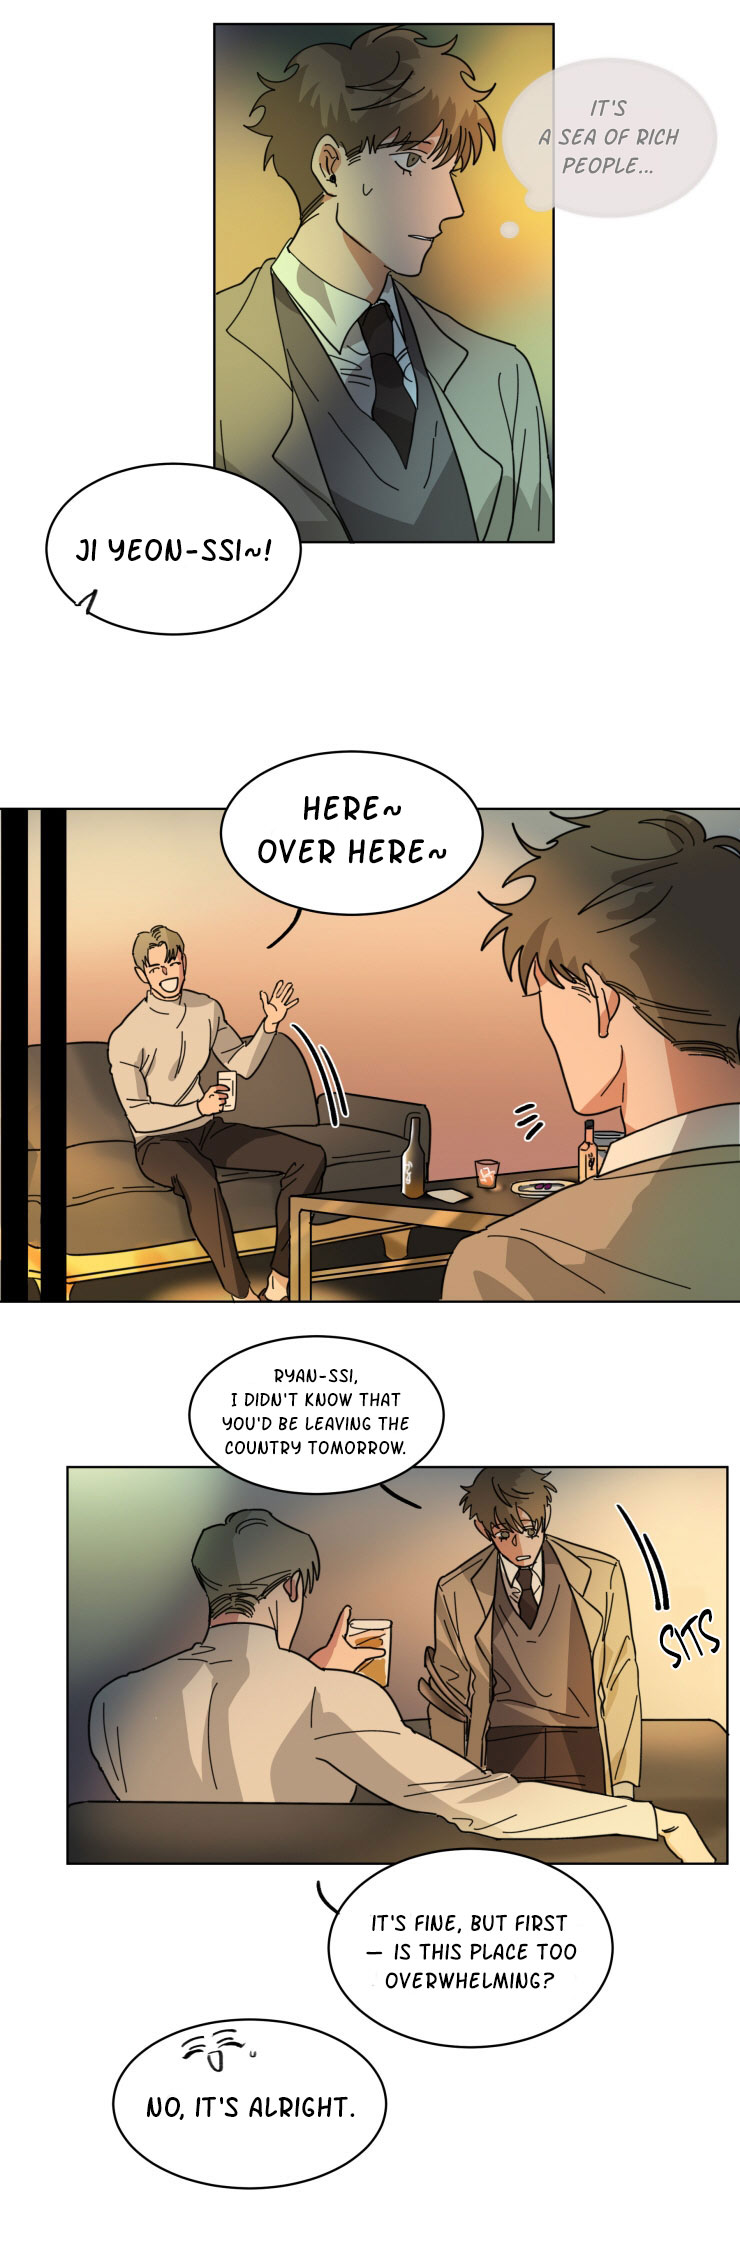 IT'S
A SEA OF RICH
PEOPLE...
JI YEON-SSI~!
HERE~
OVER HERE~
RYAN-SSI,
I DIDN'T KNOW THAT
YOU'D BE LEAVING THE
COUNTRY TOMORROW.
SITS
IT'S FINE, BUT FIRST
— IS THIS PLACE TOO
OVERWHELMING?
NO, IT'S ALRIGHT.